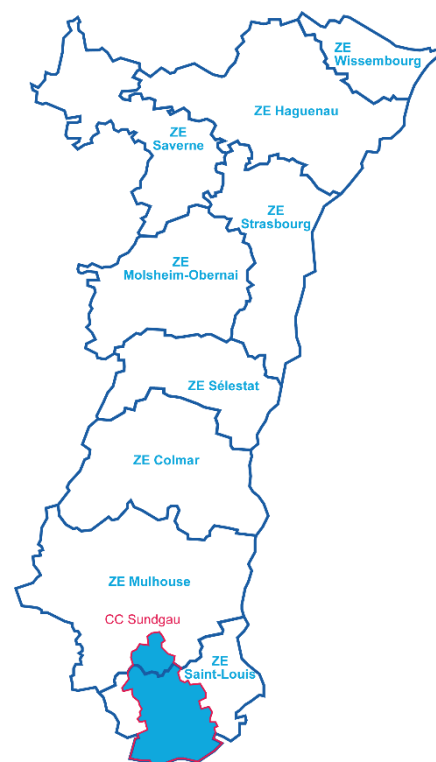 ZE
Wissembourg
ZE Haguenau
ZE
Saverne
ZE
Strasbourg
ZE
Molsheim-Obernai
ZE Sélestat
ZE Colmar
ZE Mulhouse
CC Sundgau
ZE
Saint-Louis